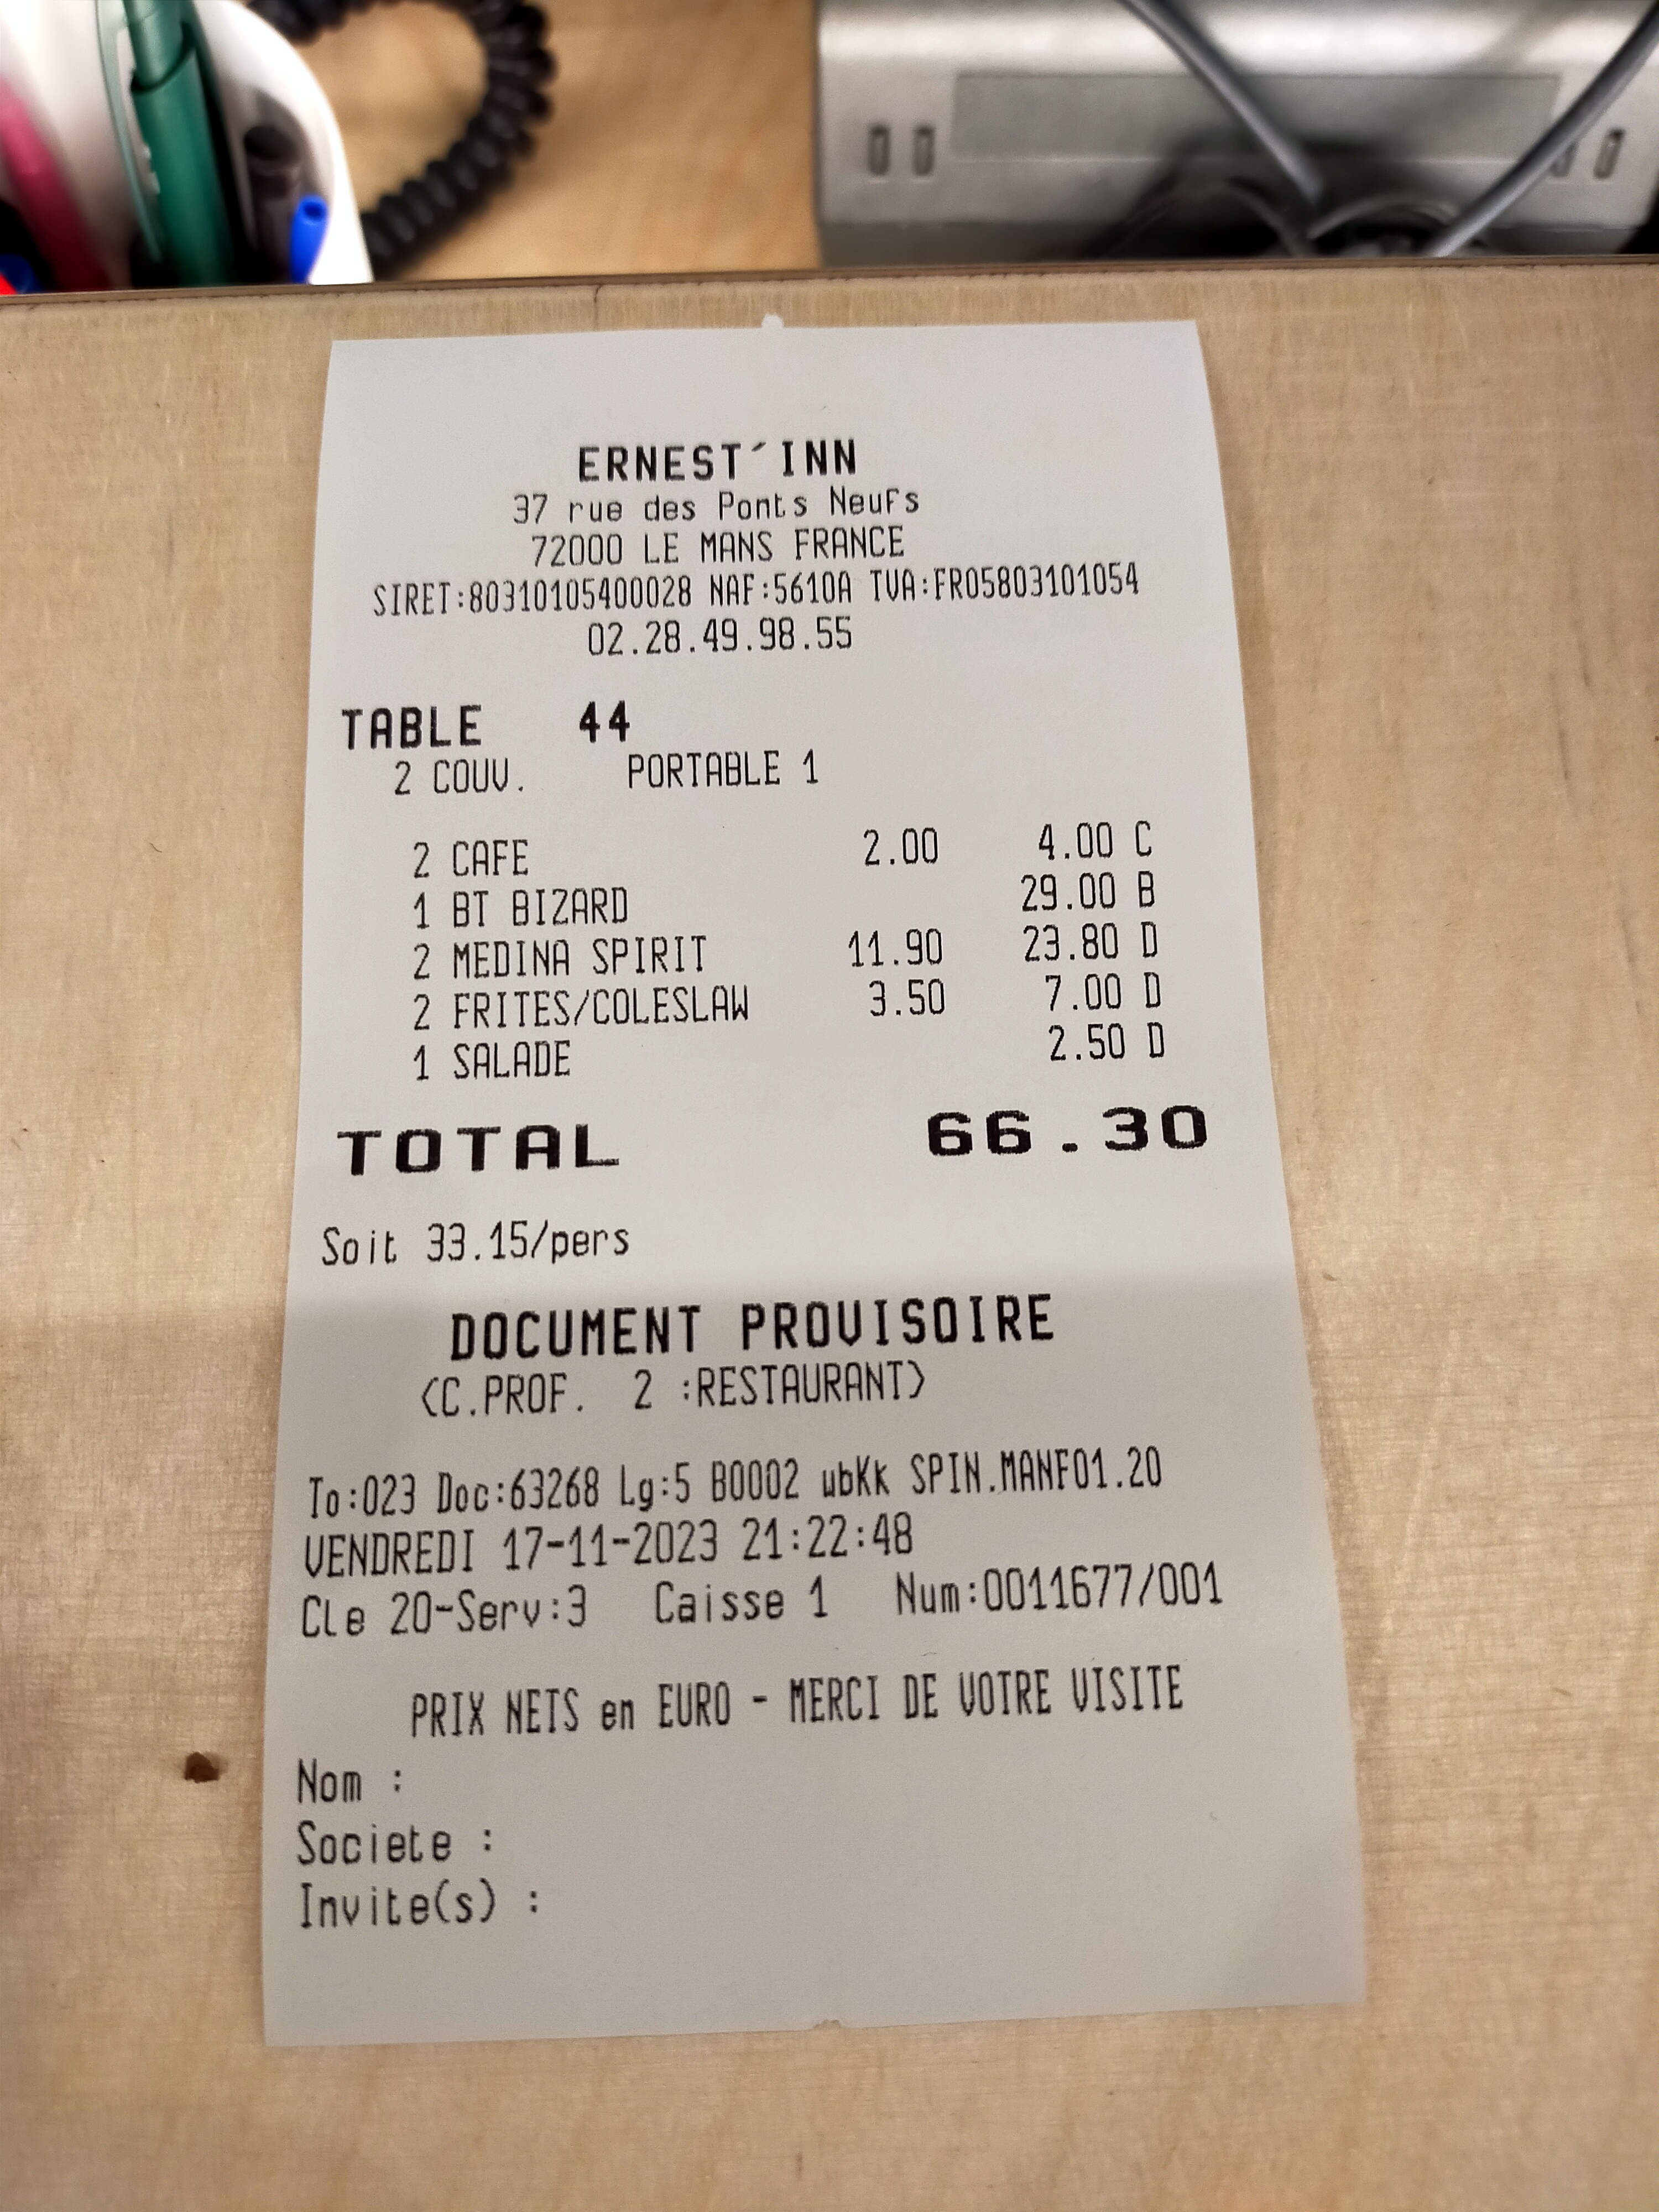 ERNEST´INN
37 rue des Ponts Neufs
72000 LE MANS FRANCE
SIRET:80310105400028 NAF:5610A TVA:FR05803101054
02.28.49.98.55
TABLE 44
2 COUV. PORTABLE 1
2 CAFE 2.00 4.00 C
1 BT BIZARD 29.00 B
2 MEDINA SPIRIT 11.90 23.80 D
2 FRITES/COLESLAW 3.50 7.00 D
1 SALADE 2.50 D
TOTAL 66.30
Soit 33.15/pers
DOCUMENT PROVISOIRE
<C.PROF. 2 :RESTAURANT>
To:023 Doc:63268 Lg:5 B0002 ubKk SPIN.MANF01.20
VENDREDI 17-11-2023 21:22:48
Cle 20-Serv:3 Caisse 1 Num:0011677/001
PRIX NETS en EURO - MERCI DE VOTRE VISITE
Nom :
Societe :
Invite(s) :